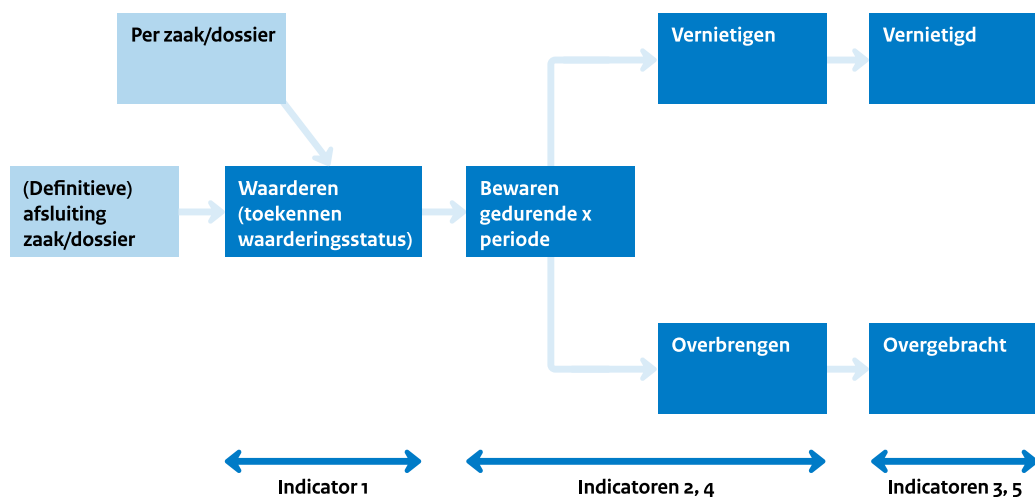 Per zaak/dossier
Vernietigen
Vernietigd
(Definitieve)
afsluiting
zaak/dossier
Waarderen
(toekennen
waarderingsstatus)
Bewaren
gedurende x
periode
Overbrengen
Overgebracht
Indicator 1
Indicatoren 2, 4
Indicatoren 3, 5